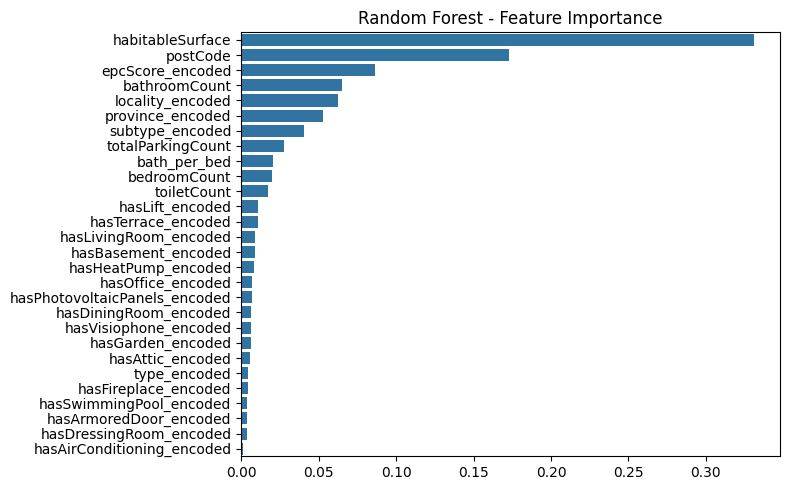 Random Forest - Feature Importance
habitableSurface
postCode
epcScore_encoded
bathroomCount
locality_encoded
province_encoded
subtype_encoded
totalParkingCount
bath_per_bed
bedroomCount
toiletCount
hasLift_encoded
hasTerrace_encoded
hasLivingRoom_encoded
hasBasement_encoded
hasHeatPump_encoded
hasOffice_encoded
hasPhotovoltaicPanels_encoded
hasDiningRoom_encoded
hasVisiophone_encoded
hasGarden_encoded
hasAttic_encoded
type_encoded
hasFireplace_encoded
hasSwimmingPool_encoded
hasArmoredDoor_encoded
hasDressingRoom_encoded
hasAirConditioning_encoded
0.00 0.05 0.10 0.15 0.20 0.25 0.30